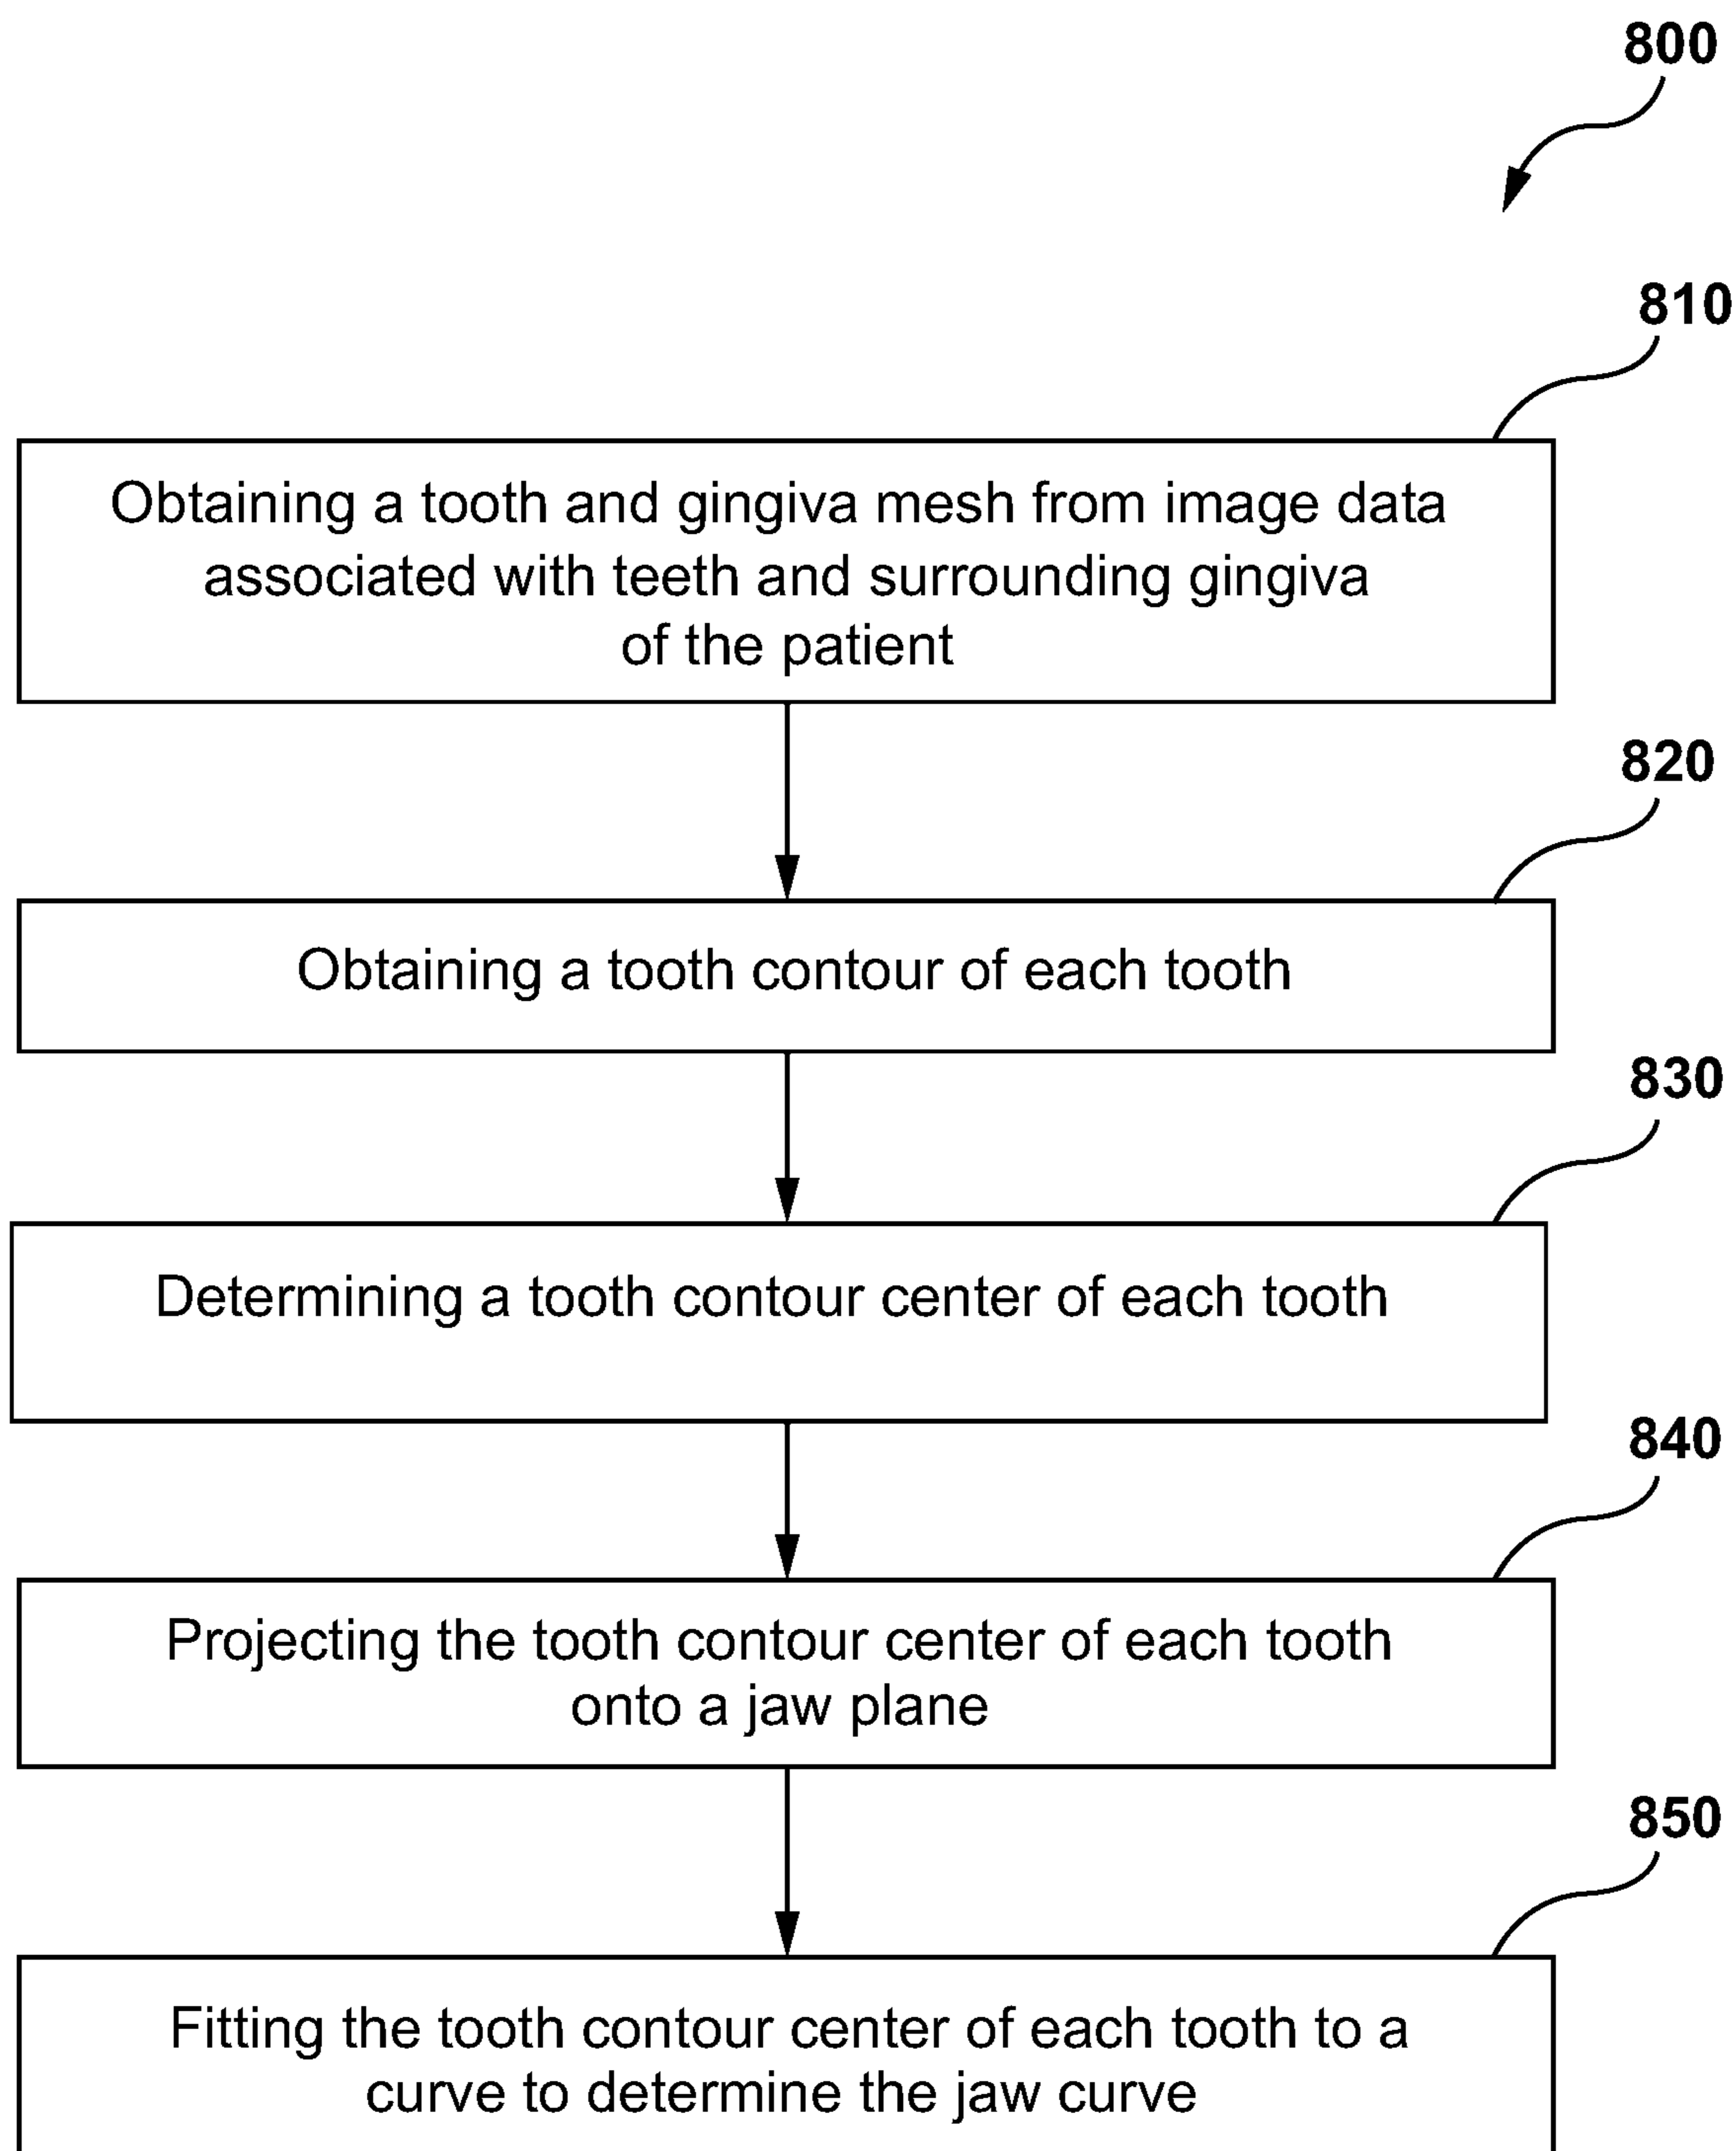 800
810
Obtaining a tooth and gingiva mesh from image data
associated with teeth and surrounding gingiva
of the patient
820
Obtaining a tooth contour of each tooth
830
Determining a tooth contour center of each tooth
840
Projecting the tooth contour center of each tooth
onto a jaw plane
850
Fitting the tooth contour center of each tooth to a
curve to determine the jaw curve